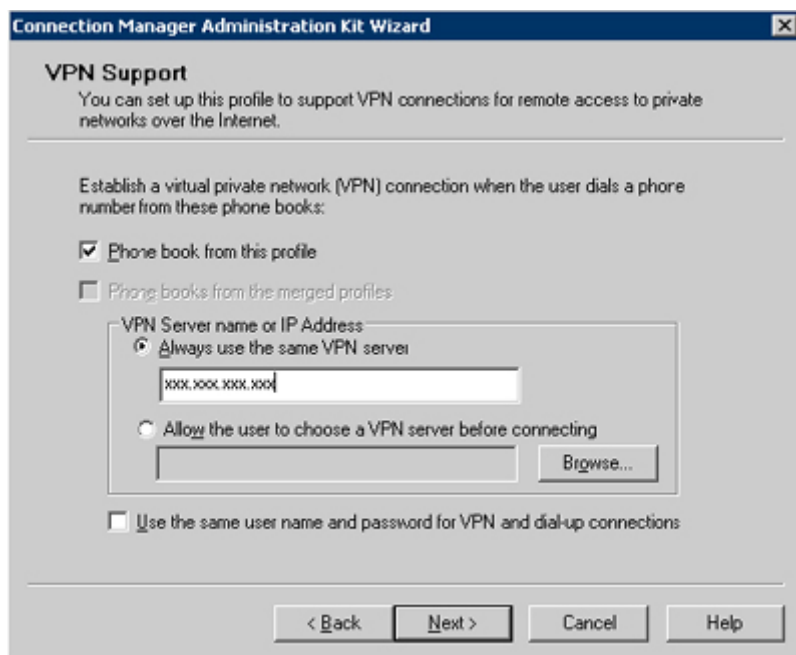 Connection Manager Administration Kit Wizard
VPN Support
You can set up this profile to support VPN connections for remote access to private
networks over the Internet.
Establish a virtual private network (VPN) connection when the user dials a phone
number from these phone books:
Phone book from this profile
Phone books from the merged profiles
VPN Server name or IP Address
Always use the same VPN server
xxx.xxx.xxx.xxx
Allow the user to choose a VPN server before connecting
Browse...
Use the same user name and password for VPN and dial-up connections
< Back
Next >
Cancel
Help